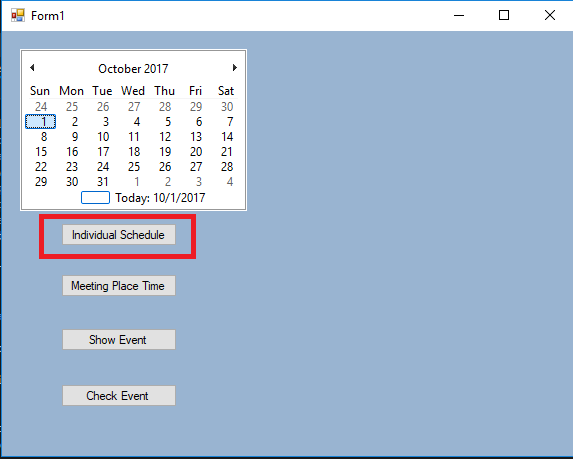 Form1
October 2017
Sun Mon Tue Wed Thu Fri Sat
24 25 26 27 28 29 30
1 2 3 4 5 6 7
8 9 10 11 12 13 14
15 16 17 18 19 20 21
22 23 24 25 26 27 28
29 30 31 1 2 3 4
Today: 10/1/2017
Individual Schedule
Meeting Place Time
Show Event
Check Event